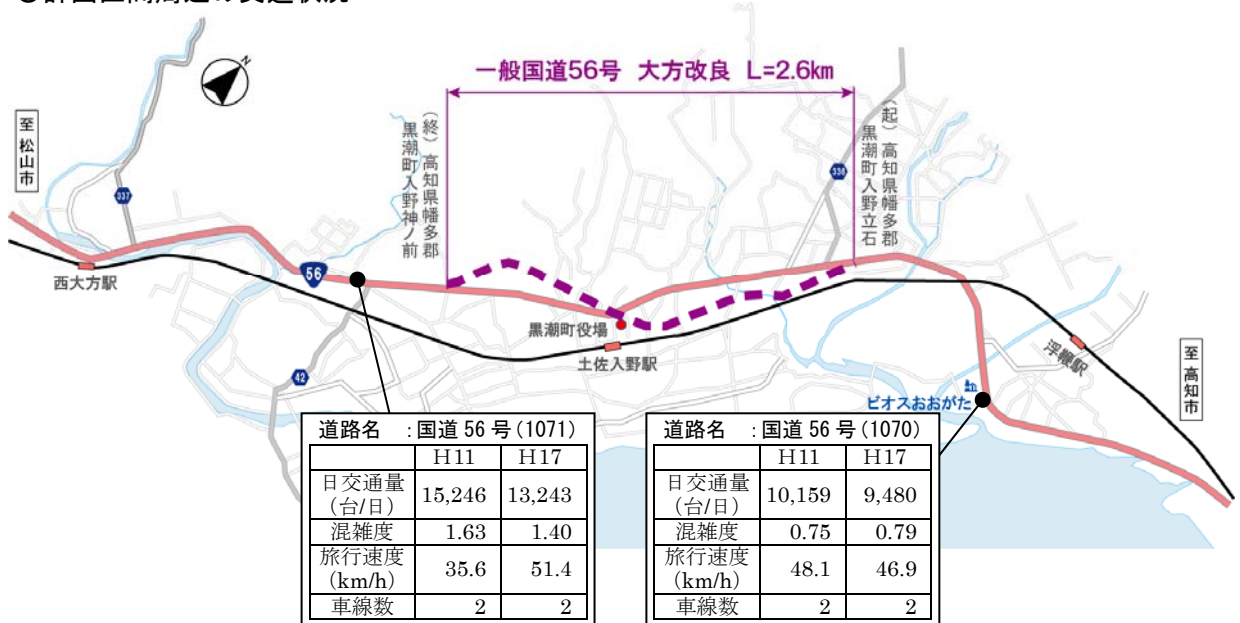 一般国道56号 大方改良 L=2.6km
N
至松山市
337
(終)高知県幡多郡
黒潮町入野神ノ前
336
(起)高知県幡多郡
黒潮町入野立石
西大方駅
56
黒潮町役場
土佐入野駅
42
浮鞭駅
至高知市
ビオスおおがた
道路名 :国道 56 号(1071)
H11 H17
日交通量
(台/日) 15,246 13,243
混雑度 1.63 1.40
旅行速度
(km/h) 35.6 51.4
車線数 2 2
道路名 :国道 56 号(1070)
H11 H17
日交通量
(台/日) 10,159 9,480
混雑度 0.75 0.79
旅行速度
(km/h) 48.1 46.9
車線数 2 2